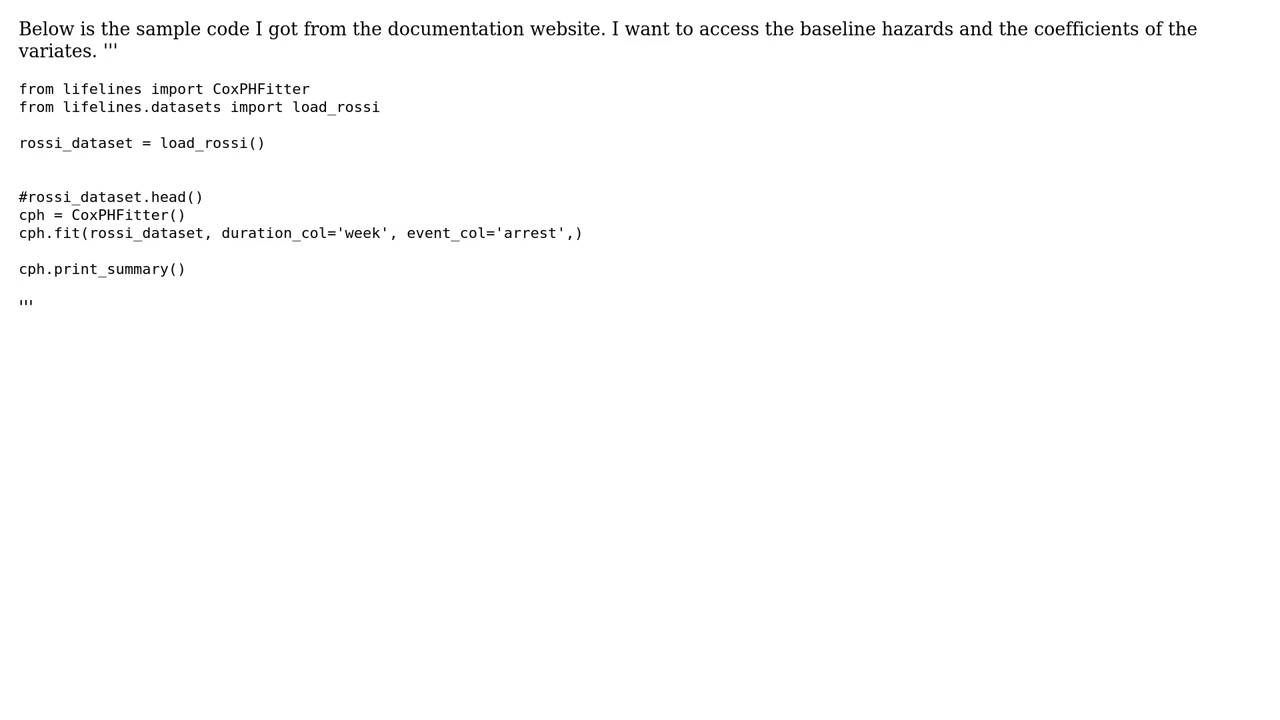 Below is the sample code I got from the documentation website. I want to access the baseline hazards and the coefficients of the
variates. '''
from lifelines import CoxPHFitter
from lifelines.datasets import load_rossi
rossi_dataset = load_rossi()
#rossi_dataset.head()
cph = CoxPHFitter()
cph.fit(rossi_dataset, duration_col='week', event_col='arrest',)
cph.print_summary()
'''